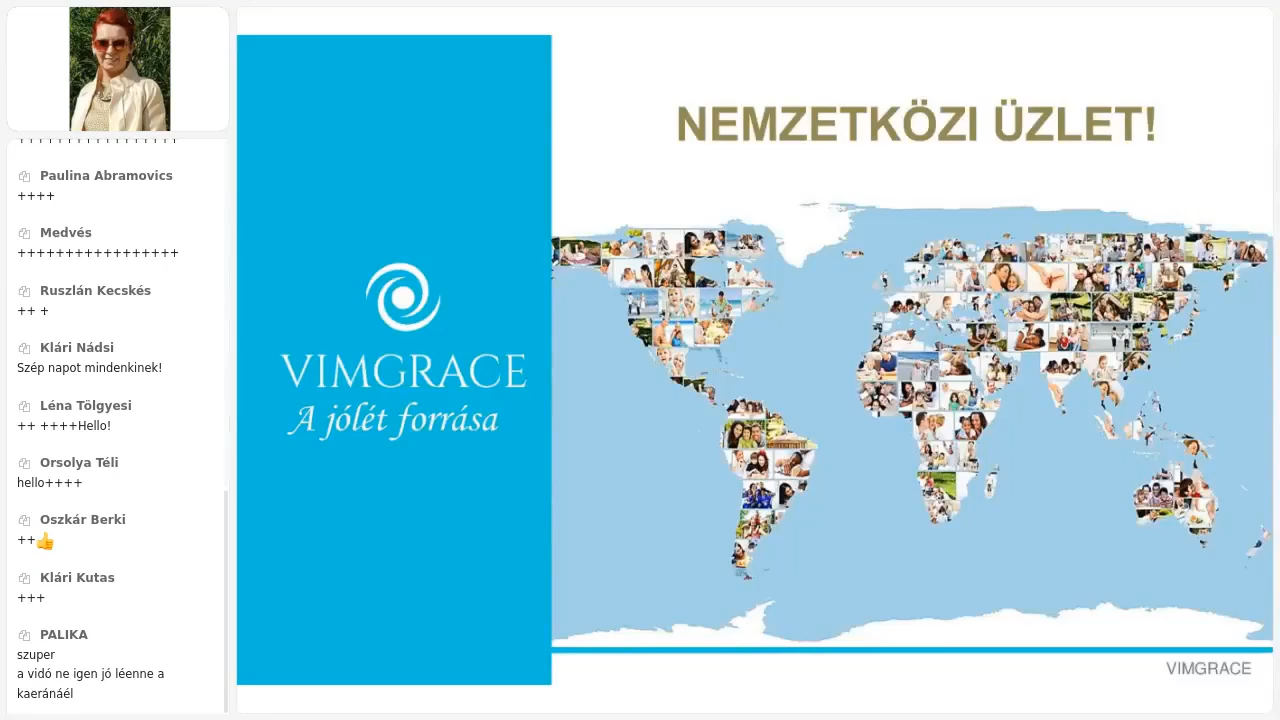 Paulina Abramovics
++++
Medvés
+++++++++++++++++
Ruszlán Kecskés
++ +
Klári Nádsi
Szép napot mindenkinek!
Léna Tölgyesi
++ ++++Hello!
Orsolya Téli
hello++++
Oszkár Berki
++👍
Klári Kutas
+++
PALIKA
szuper
a vidó ne igen jó léenne a
kaeránáél
VIMGRACE
A jólét forrása
NEMZETKÖZI ÜZLET!
VIMGRACE